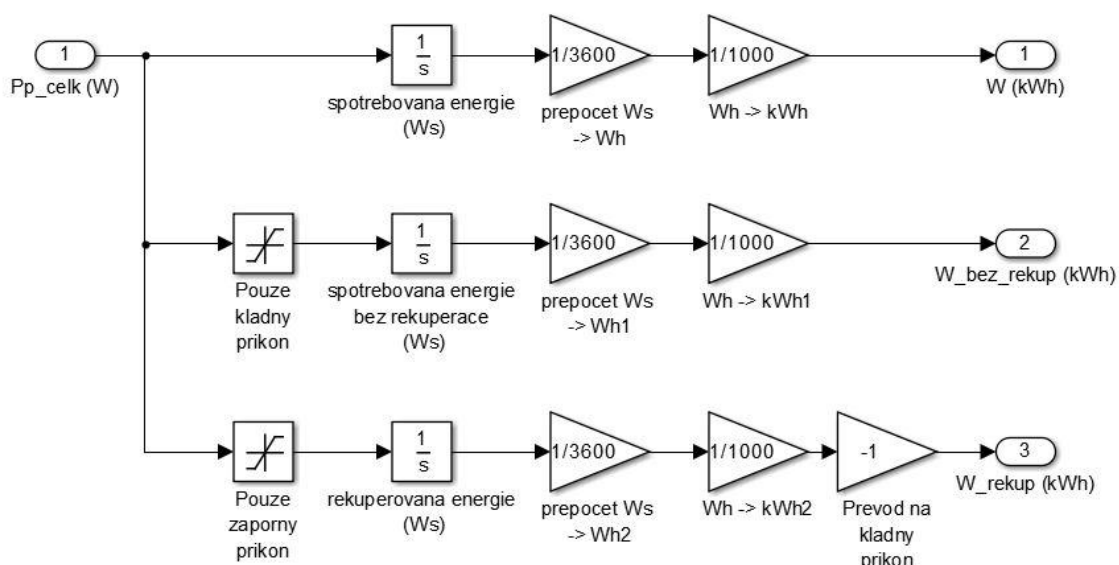 1
Pp_celk (W)
1
s
spotrebovana energie
(Ws)
1/3600
prepocet Ws
-> Wh
1/1000
Wh -> kWh
1
W (kWh)
Pouze
kladny
prikon
1
s
spotrebovana energie
bez rekuperace
(Ws)
1/3600
prepocet Ws
-> Wh1
1/1000
Wh -> kWh1
2
W_bez_rekup (kWh)
Pouze
zaporny
prikon
1
s
rekuperovana energie
(Ws)
1/3600
prepocet Ws
-> Wh2
1/1000
Wh -> kWh2
-1
Prevod na
kladny
prikon
3
W_rekup (kWh)